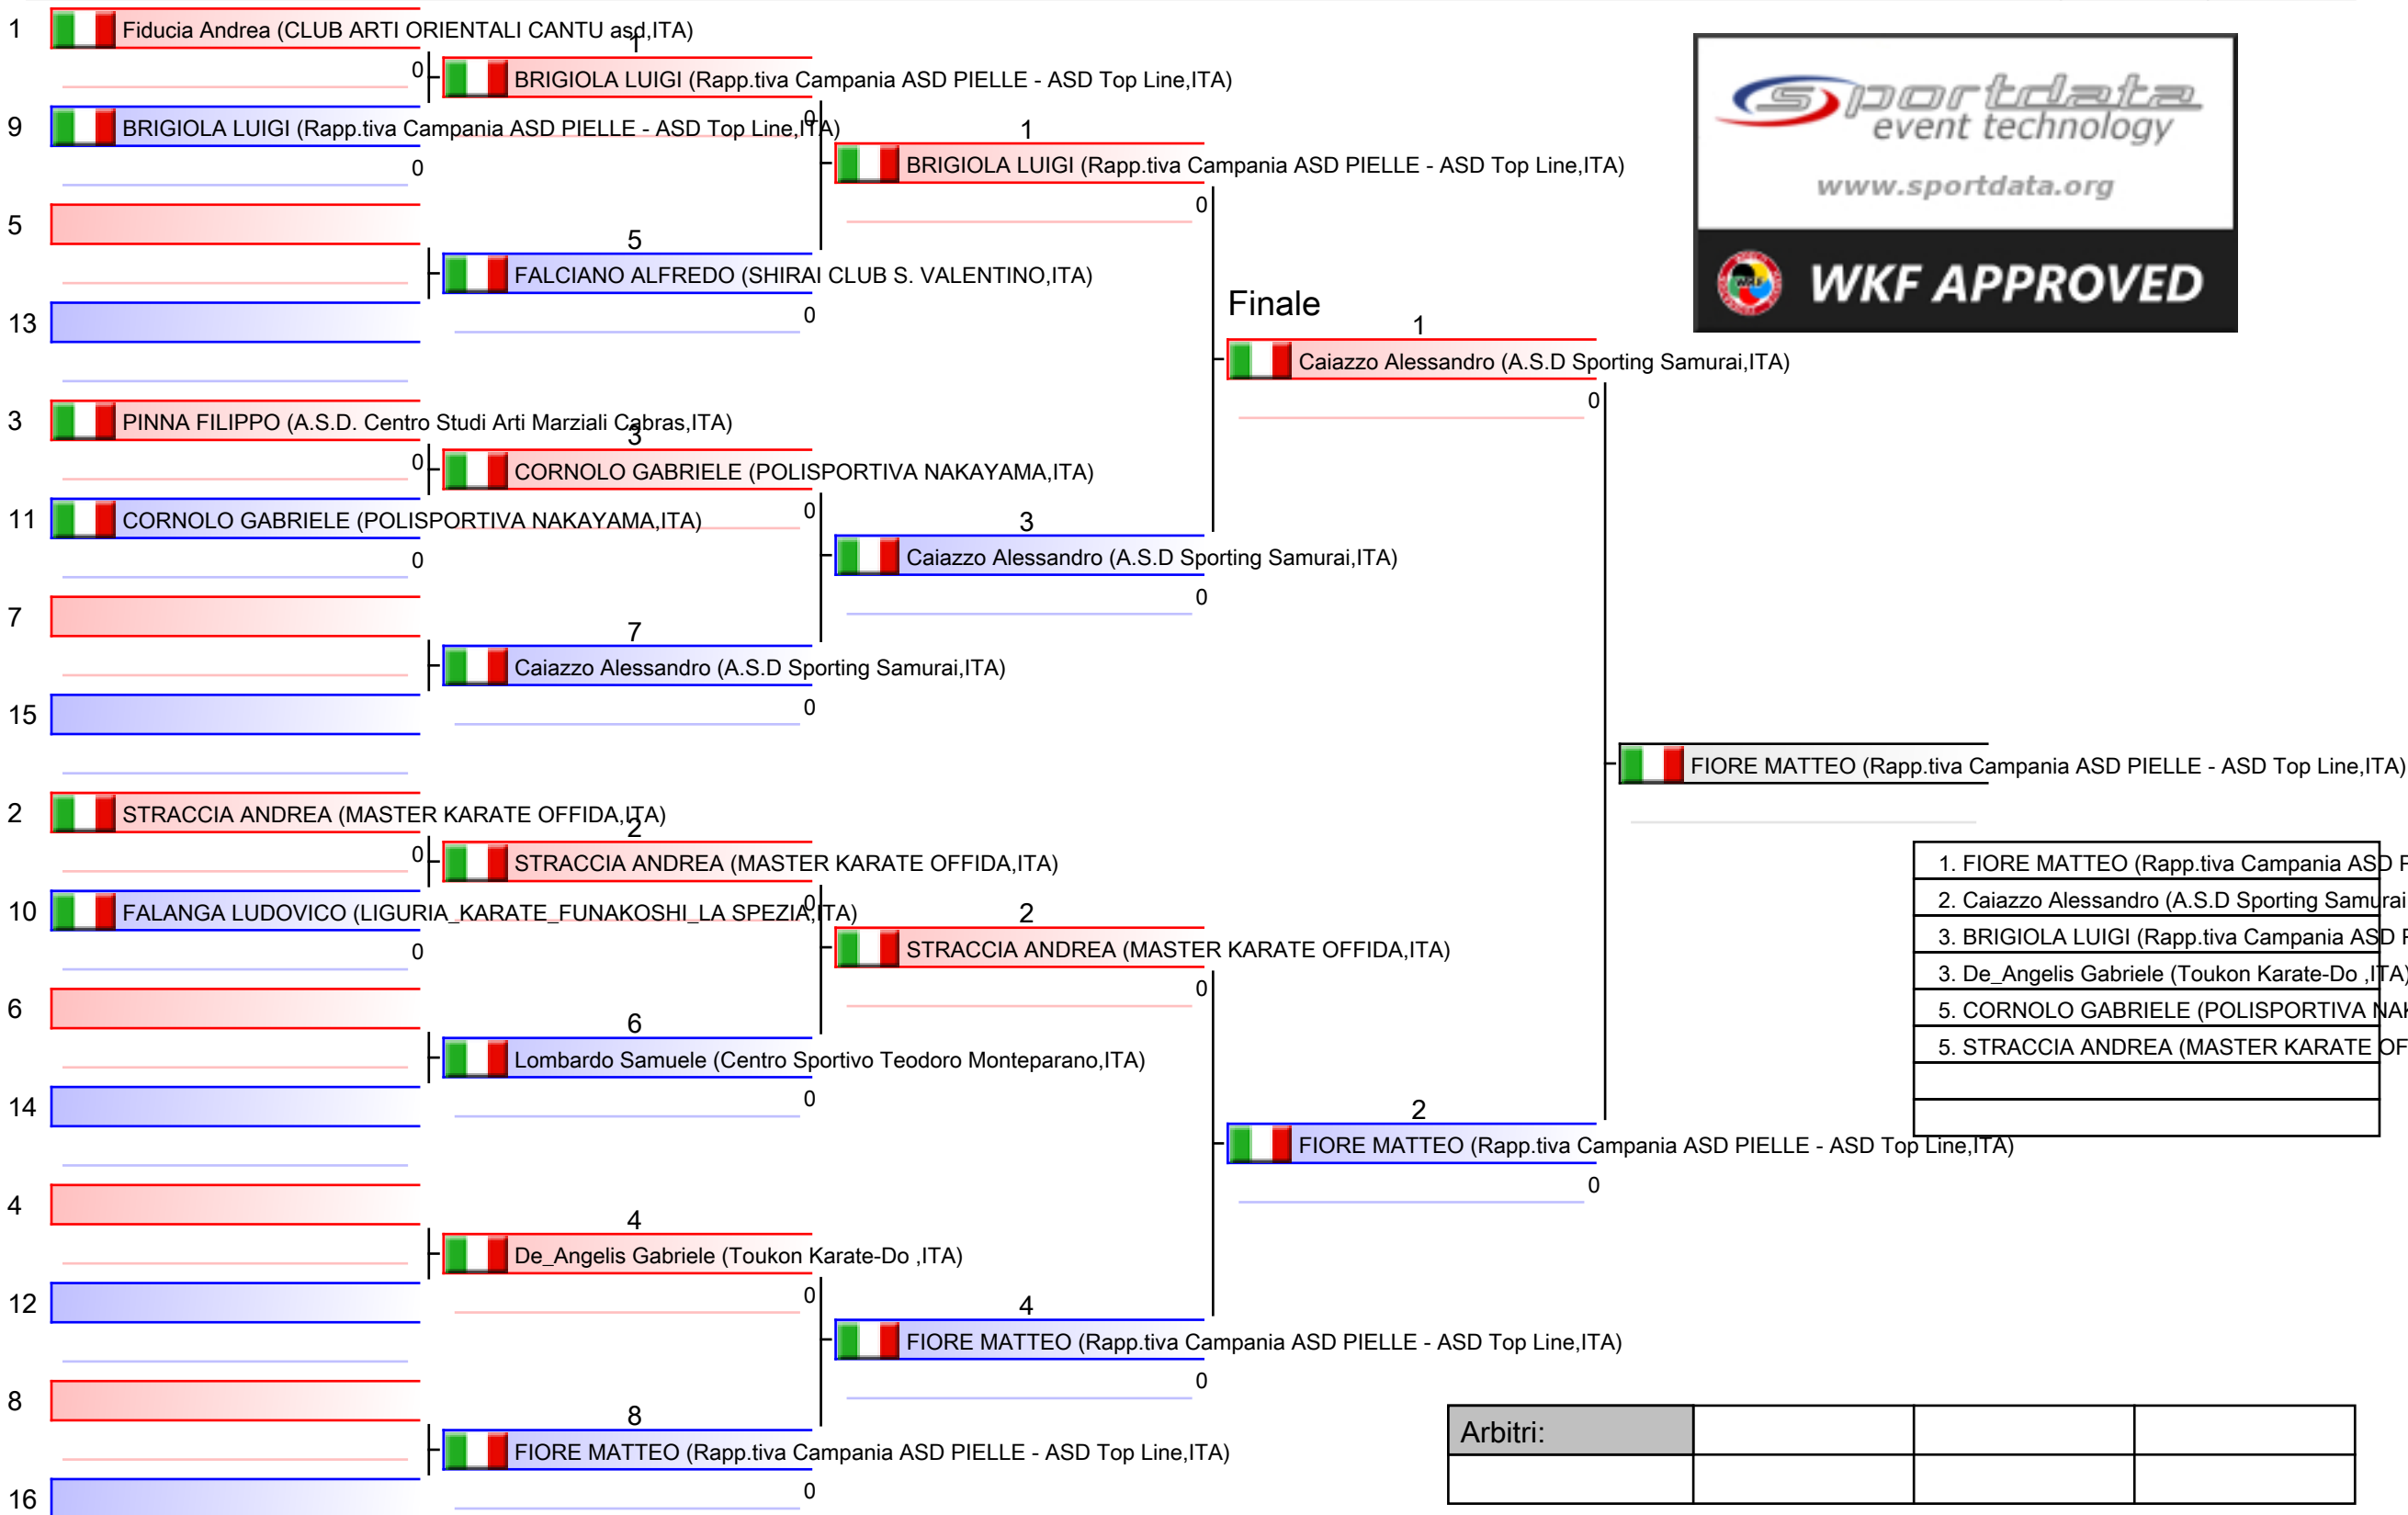 1 Fiducia Andrea (CLUB ARTI ORIENTALI CANTU asd,ITA)
0
1
BRIGIOLA LUIGI (Rapp.tiva Campania ASD PIELLE - ASD Top Line,ITA)
0
9 BRIGIOLA LUIGI (Rapp.tiva Campania ASD PIELLE - ASD Top Line,ITA)
0
1
BRIGIOLA LUIGI (Rapp.tiva Campania ASD PIELLE - ASD Top Line,ITA)
0
5
5
FALCIANO ALFREDO (SHIRAI CLUB S. VALENTINO,ITA)
0
13
sportdata
event technology
www.sportdata.org
WKF
WKF APPROVED
Finale
1
Caiazzo Alessandro (A.S.D Sporting Samurai,ITA)
0
3 PINNA FILIPPO (A.S.D. Centro Studi Arti Marziali Cabras,ITA)
0
3
CORNOLO GABRIELE (POLISPORTIVA NAKAYAMA,ITA)
0
11 CORNOLO GABRIELE (POLISPORTIVA NAKAYAMA,ITA)
0
3
Caiazzo Alessandro (A.S.D Sporting Samurai,ITA)
0
7
7
Caiazzo Alessandro (A.S.D Sporting Samurai,ITA)
0
15
FIORE MATTEO (Rapp.tiva Campania ASD PIELLE - ASD Top Line,ITA)
2 STRACCIA ANDREA (MASTER KARATE OFFIDA,ITA)
0
2
STRACCIA ANDREA (MASTER KARATE OFFIDA,ITA)
0
10 FALANGA LUDOVICO (LIGURIA_KARATE_FUNAKOSHI_LA SPEZIA,ITA)
0
2
STRACCIA ANDREA (MASTER KARATE OFFIDA,ITA)
0
6
6
Lombardo Samuele (Centro Sportivo Teodoro Monteparano,ITA)
0
14
1. FIORE MATTEO (Rapp.tiva Campania ASD P
2. Caiazzo Alessandro (A.S.D Sporting Samurai
3. BRIGIOLA LUIGI (Rapp.tiva Campania ASD P
3. De_Angelis Gabriele (Toukon Karate-Do ,ITA)
5. CORNOLO GABRIELE (POLISPORTIVA NAK
5. STRACCIA ANDREA (MASTER KARATE OF
2
FIORE MATTEO (Rapp.tiva Campania ASD PIELLE - ASD Top Line,ITA)
0
4
4
De_Angelis Gabriele (Toukon Karate-Do ,ITA)
0
12
4
FIORE MATTEO (Rapp.tiva Campania ASD PIELLE - ASD Top Line,ITA)
0
8
8
FIORE MATTEO (Rapp.tiva Campania ASD PIELLE - ASD Top Line,ITA)
0
16
Arbitri: